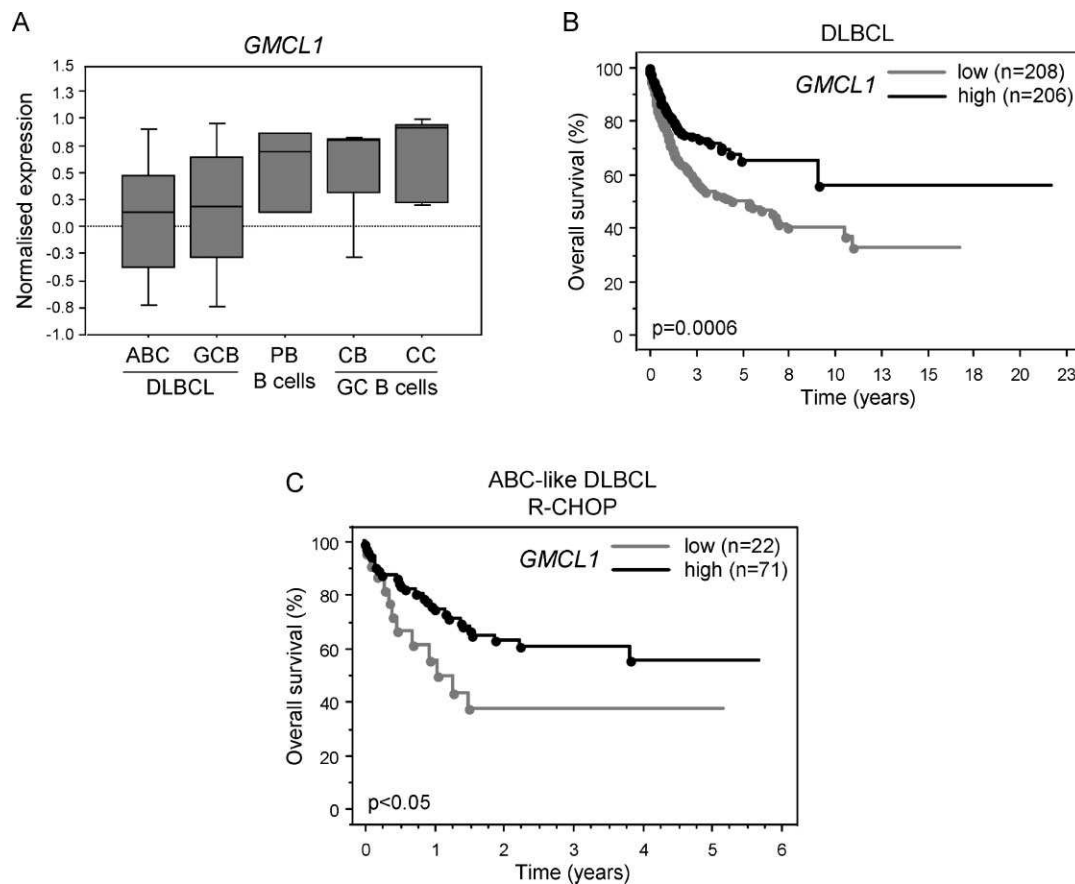 A
GMCL1
Normalised expression
1.5
1.3
1.0
0.8
0.5
0.3
0.0
-0.3
-0.5
-0.8
-1.0
ABC GCB PB CB CC
DLBCL B cells GC B cells
B
DLBCL
GMCL1
low (n=208)
high (n=206)
Overall survival (%)
100
80
60
40
20
0
p=0.0006
0 3 5 8 10 13 15 18 20 23
Time (years)
C
ABC-like DLBCL
R-CHOP
GMCL1
low (n=22)
high (n=71)
Overall survival (%)
100
80
60
40
20
0
p<0.05
0 1 2 3 4 5 6
Time (years)